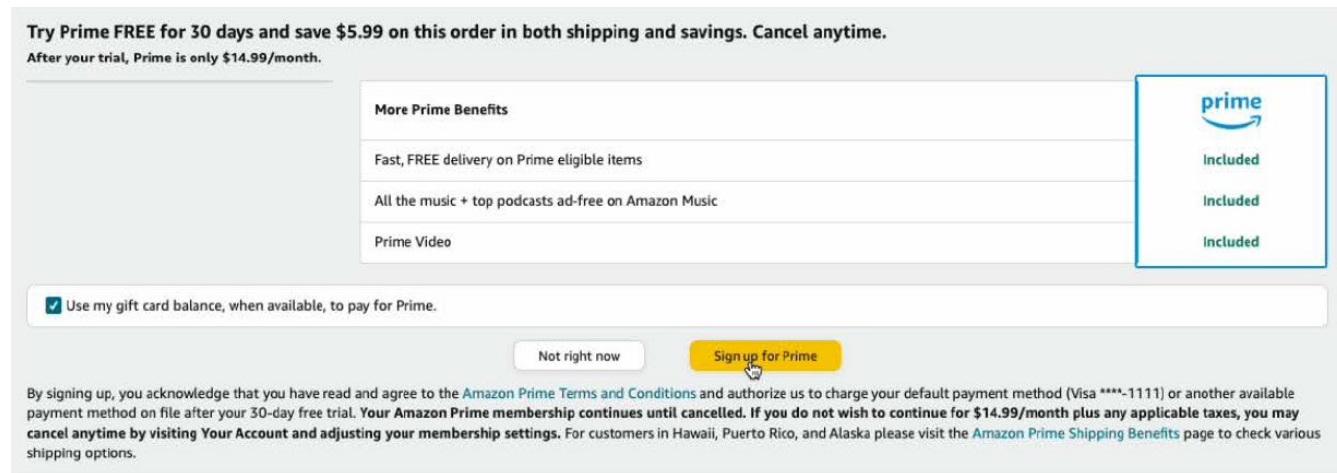 Try Prime FREE for 30 days and save $5.99 on this order in both shipping and savings. Cancel anytime.
After your trial, Prime is only $14.99/month.
More Prime Benefits
prime
Fast, FREE delivery on Prime eligible items
Included
All the music + top podcasts ad-free on Amazon Music
Included
Prime Video
Included
Use my gift card balance, when available, to pay for Prime.
Not right now
Sign up for Prime
By signing up, you acknowledge that you have read and agree to the Amazon Prime Terms and Conditions and authorize us to charge your default payment method (Visa ****-1111) or another available
payment method on file after your 30-day free trial. Your Amazon Prime membership continues until cancelled. If you do not wish to continue for $14.99/month plus any applicable taxes, you may
cancel anytime by visiting Your Account and adjusting your membership settings. For customers in Hawaii, Puerto Rico, and Alaska please visit the Amazon Prime Shipping Benefits page to check various
shipping options.